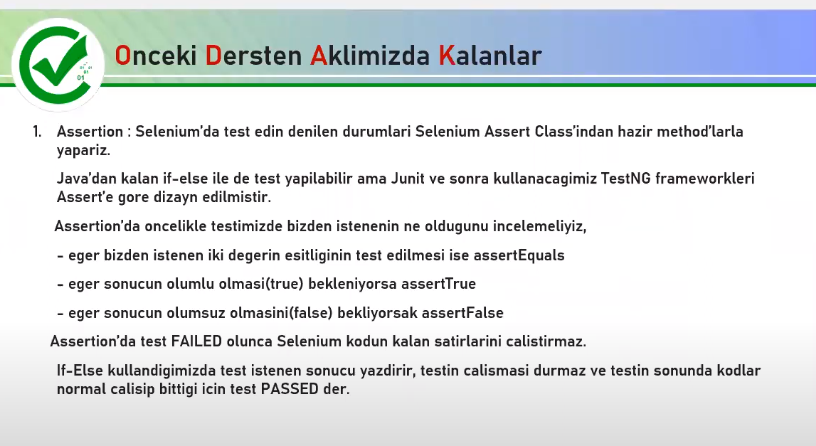 Onceki Dersten Aklimizda Kalanlar
01
01
01
1. Assertion : Selenium'da test edin denilen durumlari Selenium Assert Class'indan hazir method'larla
yapariz.
Java'dan kalan if-else ile de test yapilabilir ama Junit ve sonra kullanacagimiz TestNG frameworkleri
Assert'e gore dizayn edilmistir.
Assertion'da oncelikle testimizde bizden istenenin ne oldugunu incelemeliyiz,
- eger bizden istenen iki degerin esitliginin test edilmesi ise assertEquals
- eger sonucun olumlu olmasi(true) bekleniyorsa assertTrue
- eger sonucun olumsuz olmasini(false) bekliyorsak assertFalse
Assertion'da test FAILED olunca Selenium kodun kalan satirlarini calistirmaz.
If-Else kullandigimizda test istenen sonucu yazdirir, testin calismasi durmaz ve testin sonunda kodlar
normal calisip bittigi icin test PASSED der.